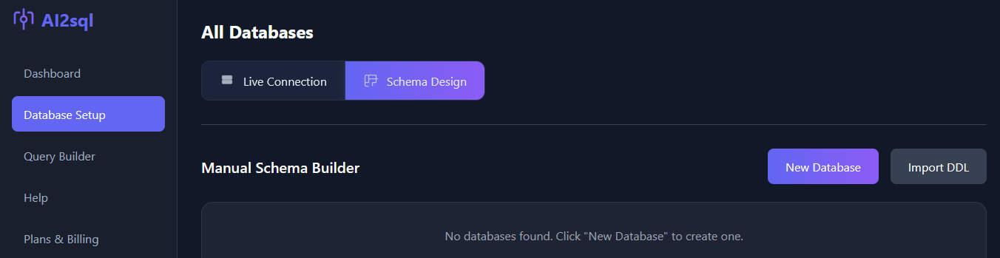 AI2sql
Dashboard
Database Setup
Query Builder
Help
Plans & Billing
All Databases
Live Connection
Schema Design
Manual Schema Builder
New Database
Import DDL
No databases found. Click "New Database" to create one.